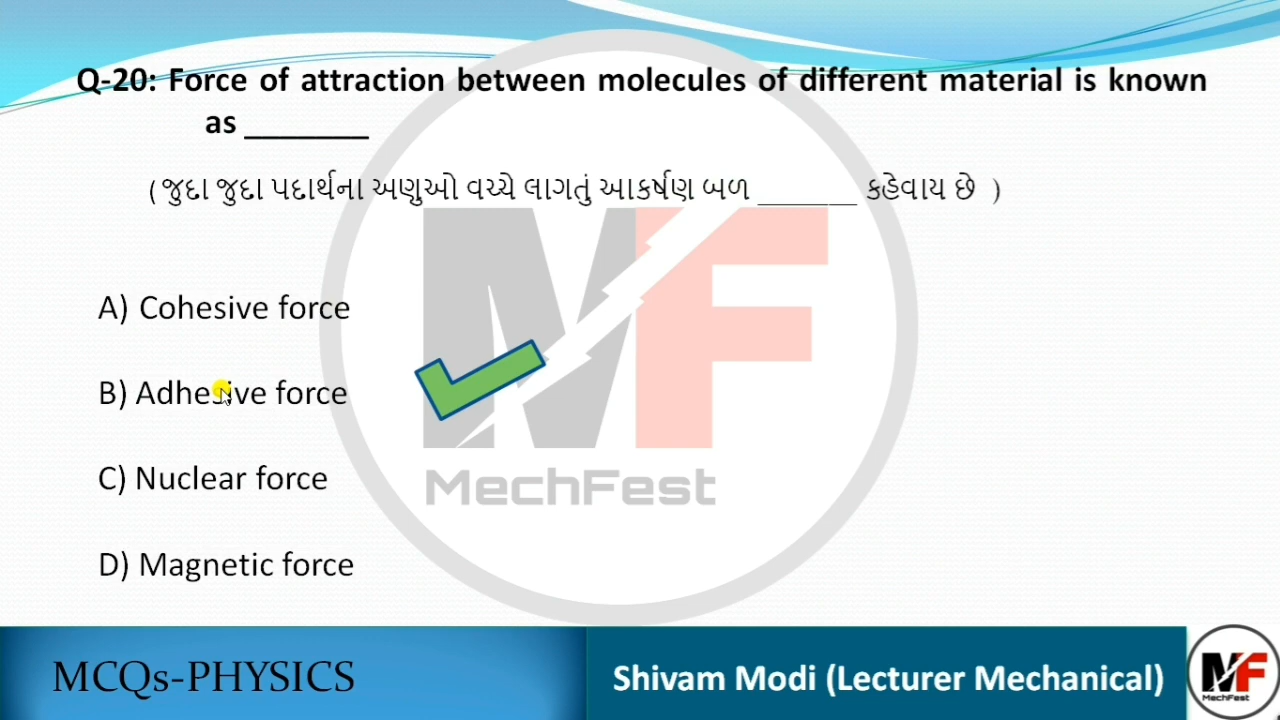 Q-20: Force of attraction between molecules of different material is known
as _______
( જુદા જુદા પદાર્થના અણુઓ વચ્ચે લાગતું આકર્ષણ બળ _______ કહેવાય છે )
A) Cohesive force
B) Adhesive force
C) Nuclear force
D) Magnetic force
MF
MechFest
MCQs-PHYSICS
Shivam Modi (Lecturer Mechanical)
MF
MechFest